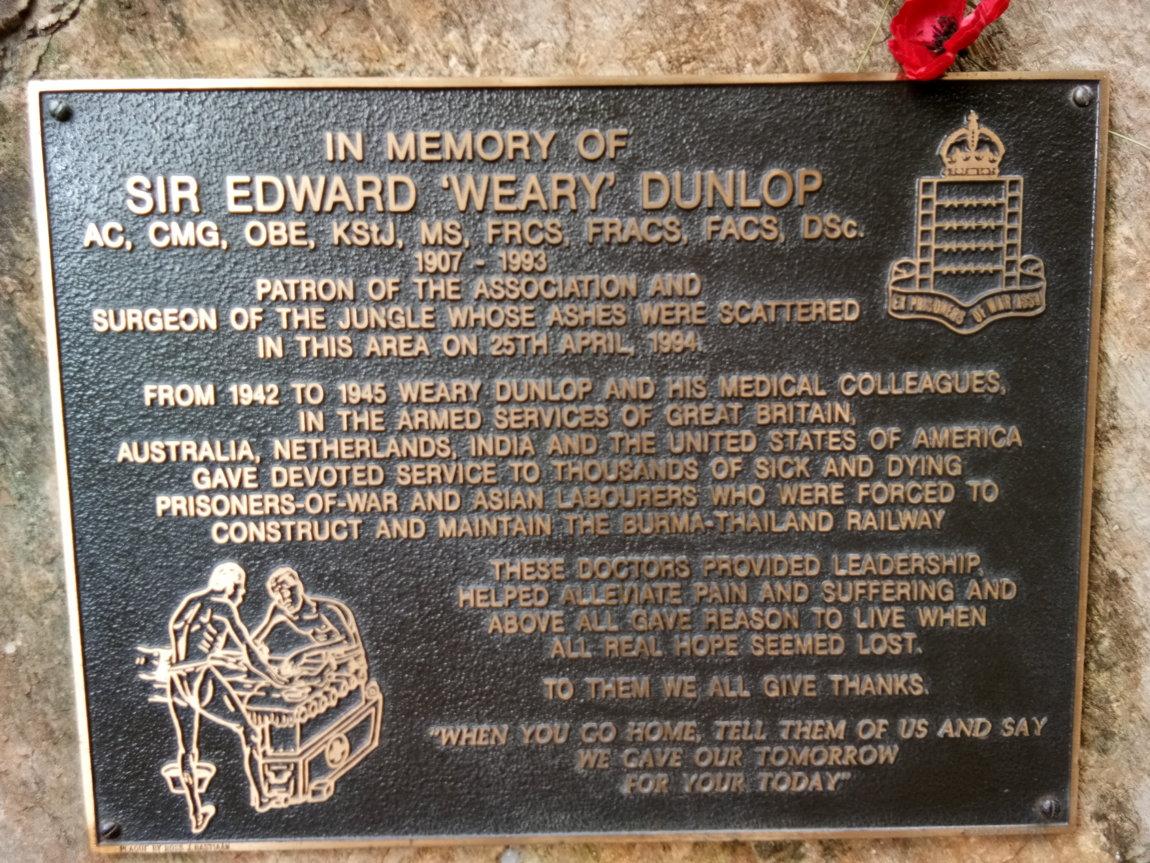 IN MEMORY OF
SIR EDWARD 'WEARY' DUNLOP
AC, CMG, OBE, KStJ, MS, FRCS, FRACS, FACS, DSc.
1907 - 1993
PATRON OF THE ASSOCIATION AND
SURGEON OF THE JUNGLE WHOSE ASHES WERE SCATTERED
IN THIS AREA ON 25TH APRIL, 1994.
EX PRISONERS OF WAR ASSN
FROM 1942 TO 1945 WEARY DUNLOP AND HIS MEDICAL COLLEAGUES,
IN THE ARMED SERVICES OF GREAT BRITAIN,
AUSTRALIA, NETHERLANDS, INDIA AND THE UNITED STATES OF AMERICA
GAVE DEVOTED SERVICE TO THOUSANDS OF SICK AND DYING
PRISONERS-OF-WAR AND ASIAN LABOURERS WHO WERE FORCED TO
CONSTRUCT AND MAINTAIN THE BURMA-THAILAND RAILWAY
THESE DOCTORS PROVIDED LEADERSHIP,
HELPED ALLEVIATE PAIN AND SUFFERING AND
ABOVE ALL GAVE REASON TO LIVE WHEN
ALL REAL HOPE SEEMED LOST.
TO THEM WE ALL GIVE THANKS.
"WHEN YOU GO HOME, TELL THEM OF US AND SAY
WE GAVE OUR TOMORROW
FOR YOUR TODAY"
PLAQUE BY ROSS J BASTIAAN